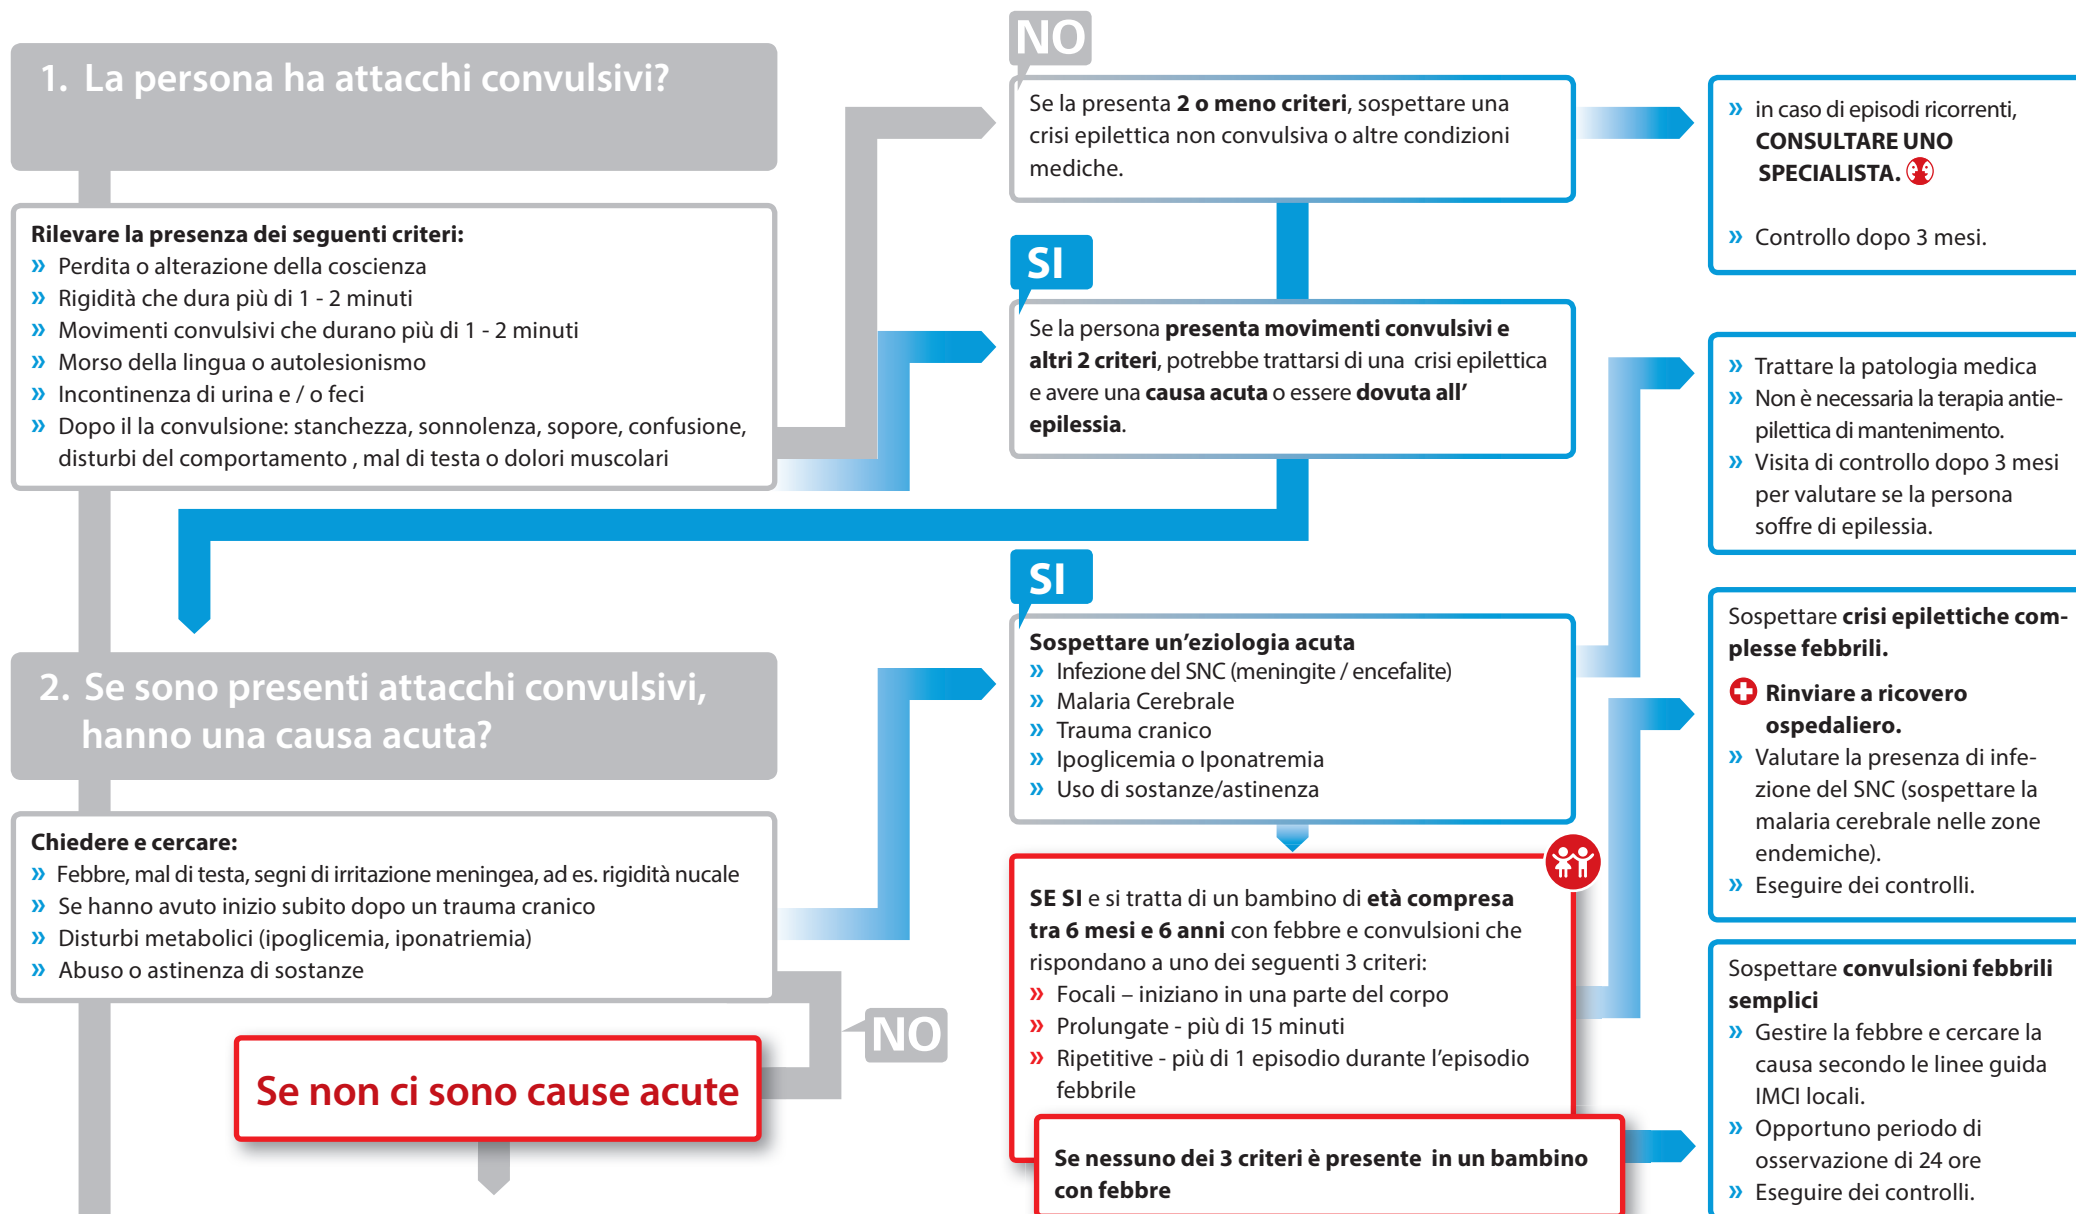 1. La persona ha attacchi convulsivi?
Rilevare la presenza dei seguenti criteri:
» Perdita o alterazione della coscienza
» Rigidità che dura più di 1 - 2 minuti
» Movimenti convulsivi che durano più di 1 - 2 minuti
» Morso della lingua o autolesionismo
» Incontinenza di urina e / o feci
» Dopo il la convulsione: stanchezza, sonnolenza, sopore, confusione,
disturbi del comportamento , mal di testa o dolori muscolari
NO
Se la presenta 2 o meno criteri, sospettare una
crisi epilettica non convulsiva o altre condizioni
mediche.
» in caso di episodi ricorrenti,
CONSULTARE UNO
SPECIALISTA.
» Controllo dopo 3 mesi.
SI
Se la persona presenta movimenti convulsivi e
altri 2 criteri, potrebbe trattarsi di una crisi epilettica
e avere una causa acuta o essere dovuta all’
epilessia.
2. Se sono presenti attacchi convulsivi,
hanno una causa acuta?
Chiedere e cercare:
» Febbre, mal di testa, segni di irritazione meningea, ad es. rigidità nucale
» Se hanno avuto inizio subito dopo un trauma cranico
» Disturbi metabolici (ipoglicemia, iponatriemia)
» Abuso o astinenza di sostanze
NO
Se non ci sono cause acute
SI
Sospettare un’eziologia acuta
» Infezione del SNC (meningite / encefalite)
» Malaria Cerebrale
» Trauma cranico
» Ipoglicemia o Iponatremia
» Uso di sostanze/astinenza
» Trattare la patologia medica
» Non è necessaria la terapia antie-
pilettica di mantenimento.
» Visita di controllo dopo 3 mesi
per valutare se la persona
soffre di epilessia.
SE SI e si tratta di un bambino di età compresa
tra 6 mesi e 6 anni con febbre e convulsioni che
rispondano a uno dei seguenti 3 criteri:
» Focali – iniziano in una parte del corpo
» Prolungate - più di 15 minuti
» Ripetitive - più di 1 episodio durante l’episodio
febbrile
Sospettare crisi epilettiche com-
plesse febbrili.
Rinviare a ricovero
ospedaliero.
» Valutare la presenza di infe-
zione del SNC (sospettare la
malaria cerebrale nelle zone
endemiche).
» Eseguire dei controlli.
Se nessuno dei 3 criteri è presente in un bambino
con febbre
Sospettare convulsioni febbrili
semplici
» Gestire la febbre e cercare la
causa secondo le linee guida
IMCI locali.
» Opportuno periodo di
osservazione di 24 ore
» Eseguire dei controlli.